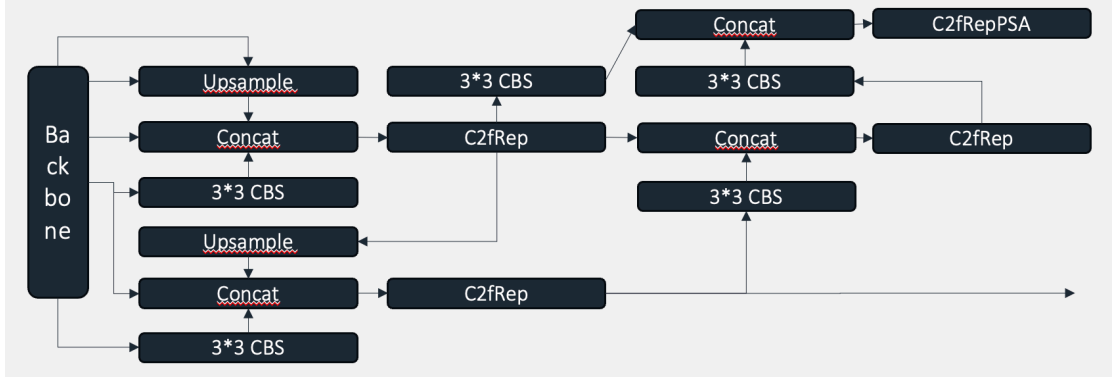 Concat
C2fRepPSA
Upsample
3*3 CBS
3*3 CBS
Ba
ck
bo
ne
Concat
C2fRep
Concat
C2fRep
3*3 CBS
3*3 CBS
Upsample
Concat
C2fRep
3*3 CBS